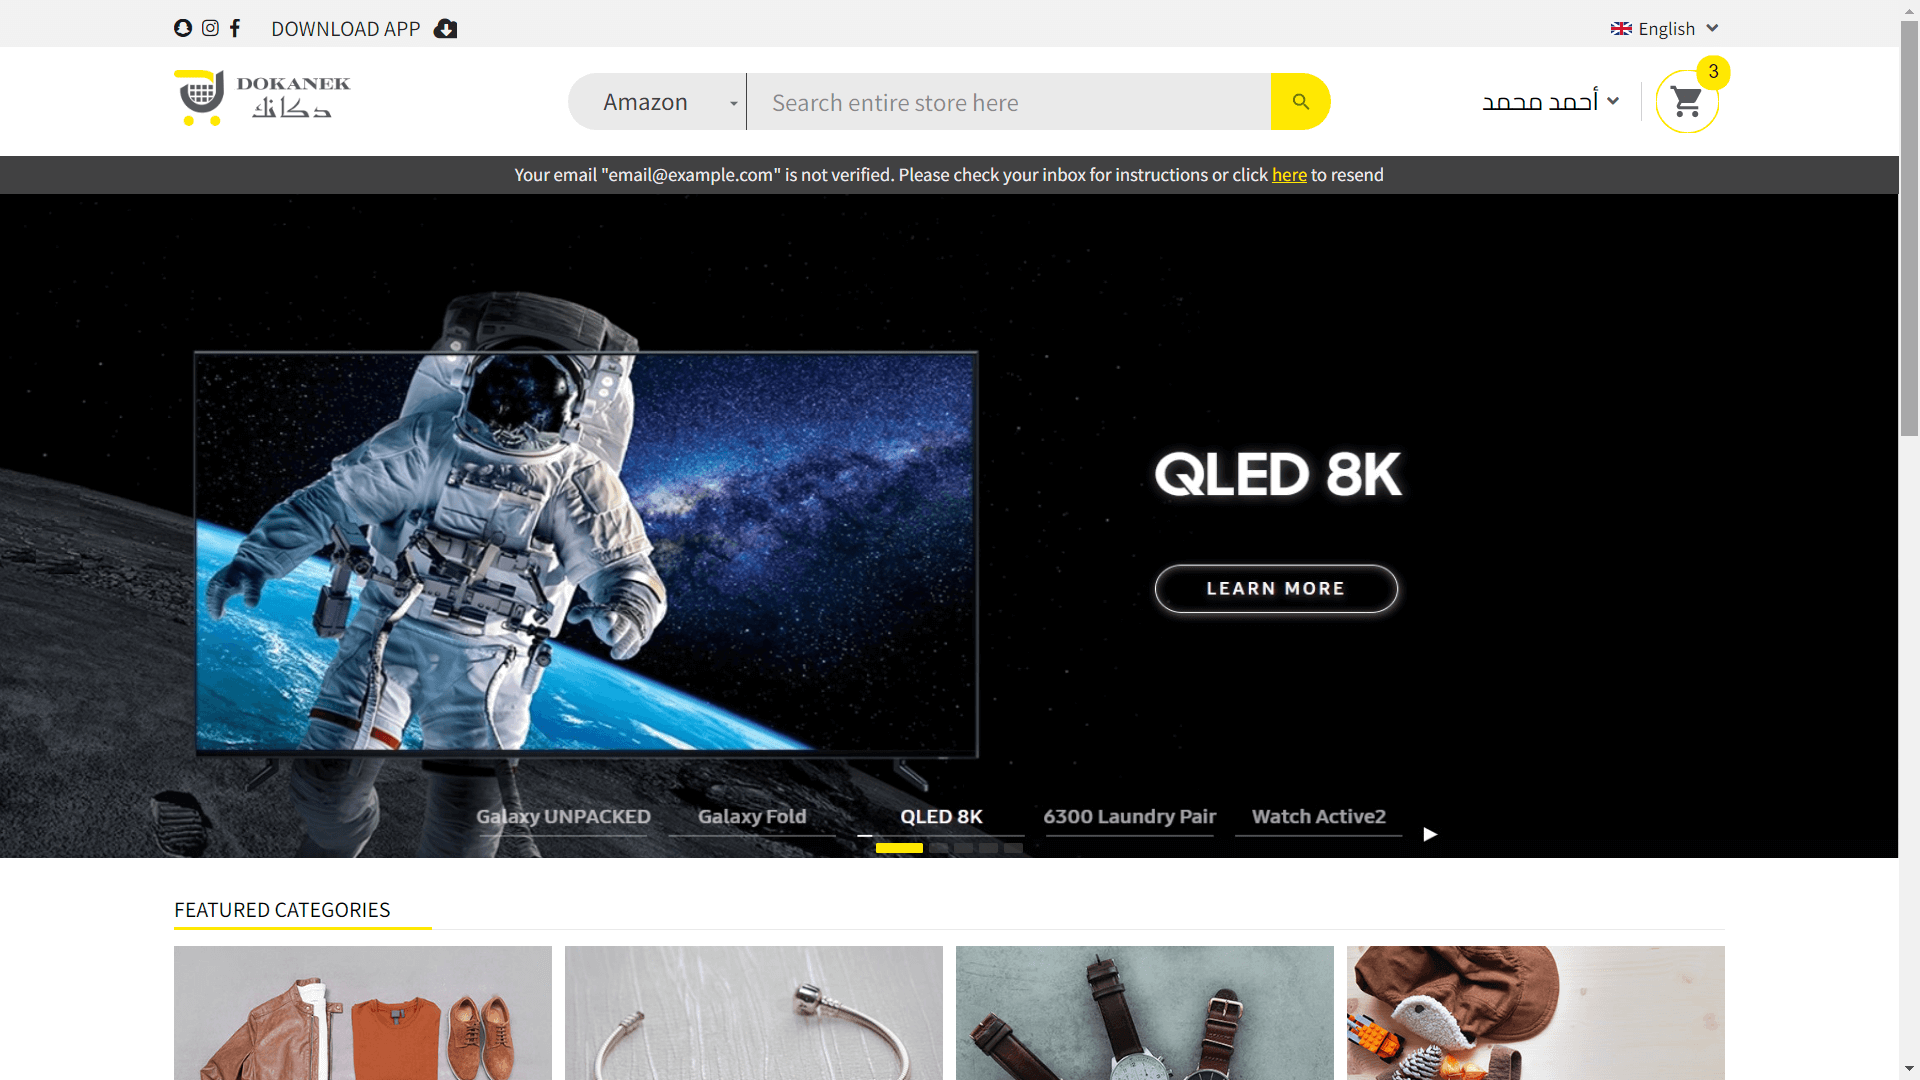 DOWNLOAD APP
English
DOKANEK
دكانك
Amazon
Search entire store here
أحمد محمد
3
Your email "email@example.com" is not verified. Please check your inbox for instructions or click here to resend
QLED 8K
LEARN MORE
Galaxy UNPACKED
Galaxy Fold
QLED 8K
6300 Laundry Pair
Watch Active2
FEATURED CATEGORIES